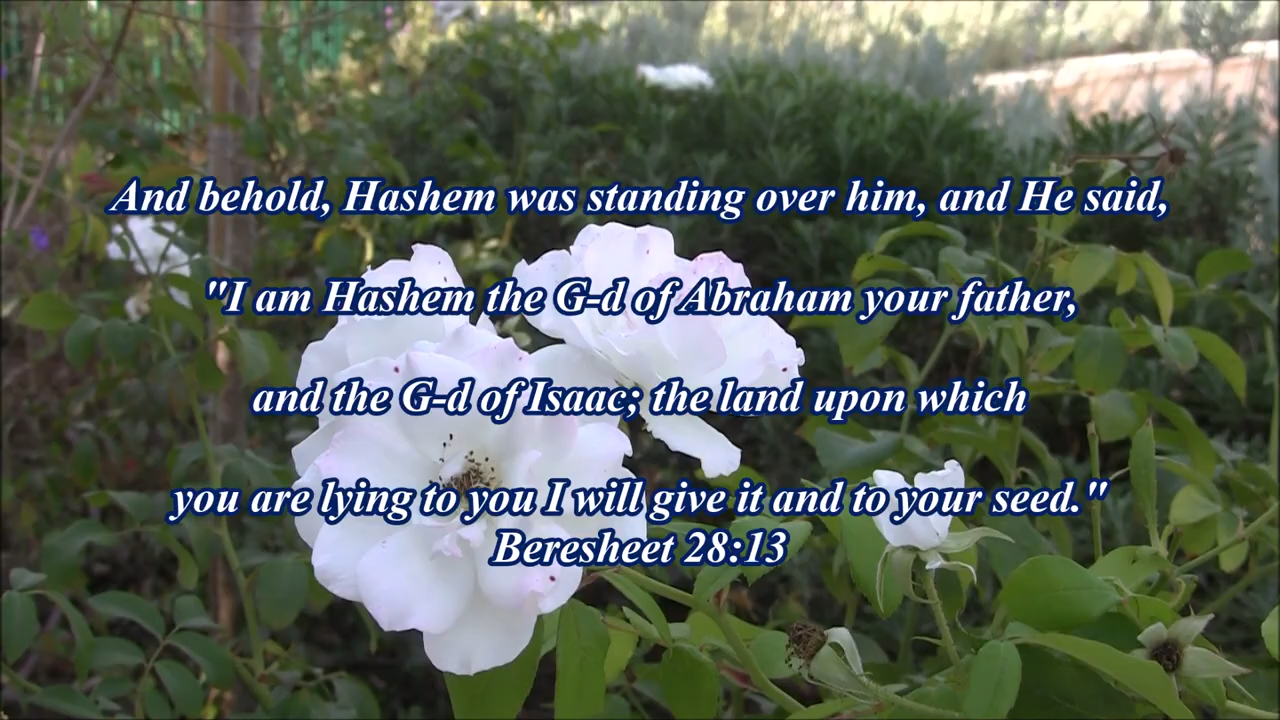 And behold, Hashem was standing over him, and He said,
"I am Hashem the G-d of Abraham your father,
and the G-d of Isaac; the land upon which
you are lying to you I will give it and to your seed."
Beresheet 28:13